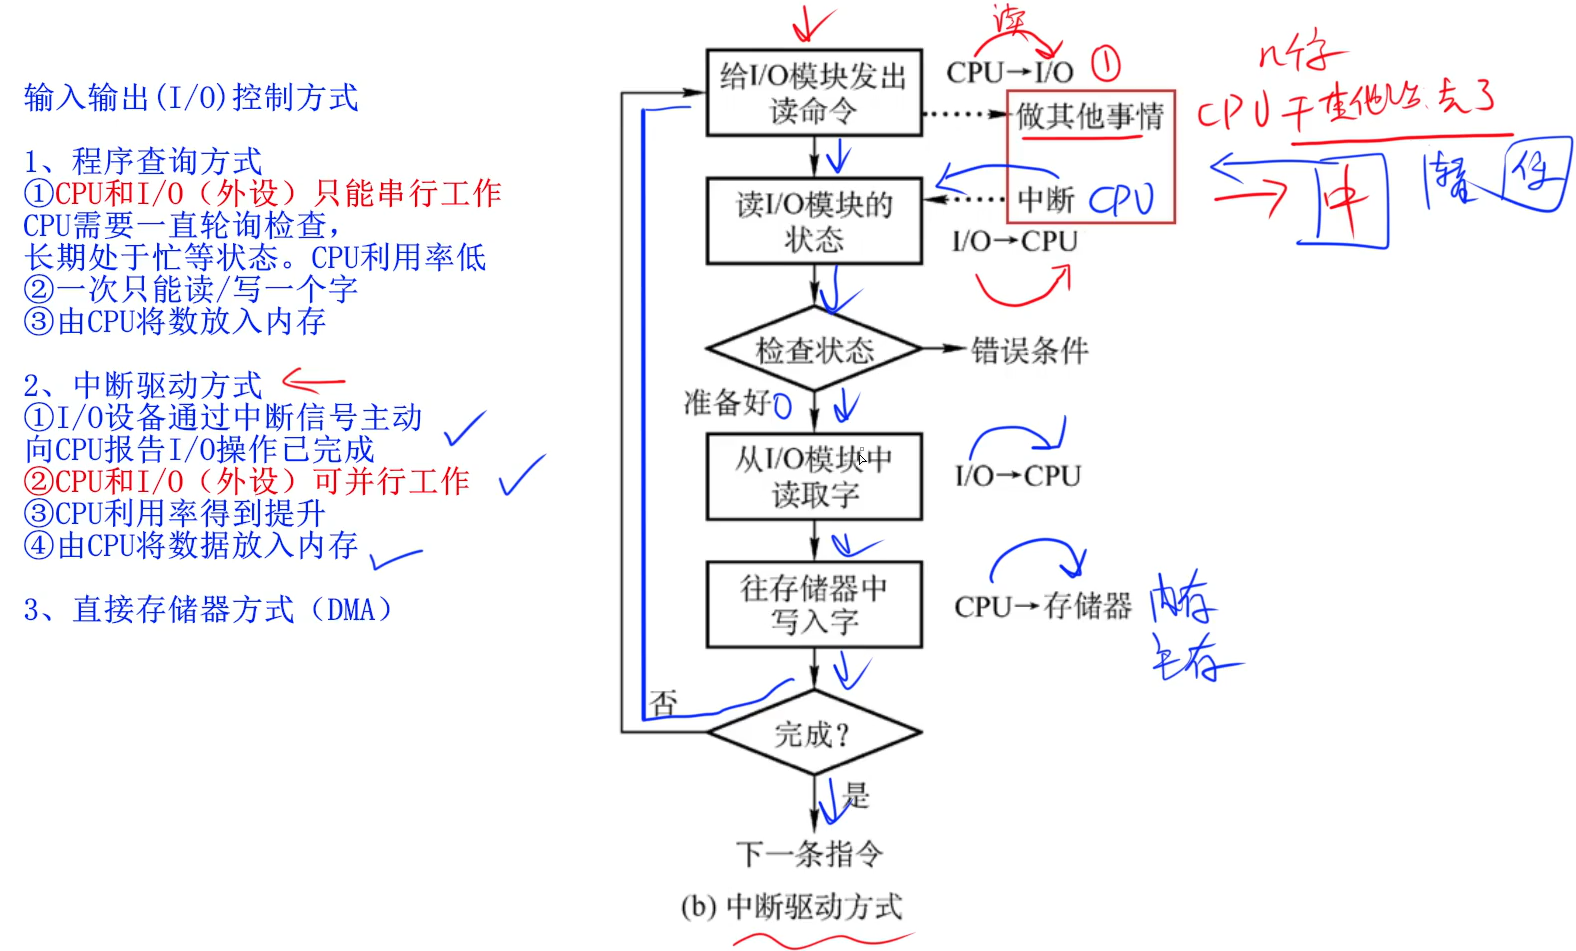 输入输出(I/O)控制方式
1、程序查询方式
①CPU和I/O（外设）只能串行工作
CPU需要一直轮询检查，
长期处于忙等状态。CPU利用率低
②一次只能读/写一个字
③由CPU将数放入内存
2、中断驱动方式
①I/O设备通过中断信号主动
向CPU报告I/O操作已完成
②CPU和I/O（外设）可并行工作
③CPU利用率得到提升
④由CPU将数据放入内存
3、直接存储器方式（DMA）
读
给I/O模块发出
读命令
CPU→I/O ①
n个字
做其他事情
CPU干其他
去了
读I/O模块的
状态
中断 CPU
中
I/O→CPU
检查状态
错误条件
准备好
从I/O模块中
读取字
I/O→CPU
往存储器中
写入字
CPU→存储器
内存
主存
否
完成？
是
下一条指令
(b) 中断驱动方式